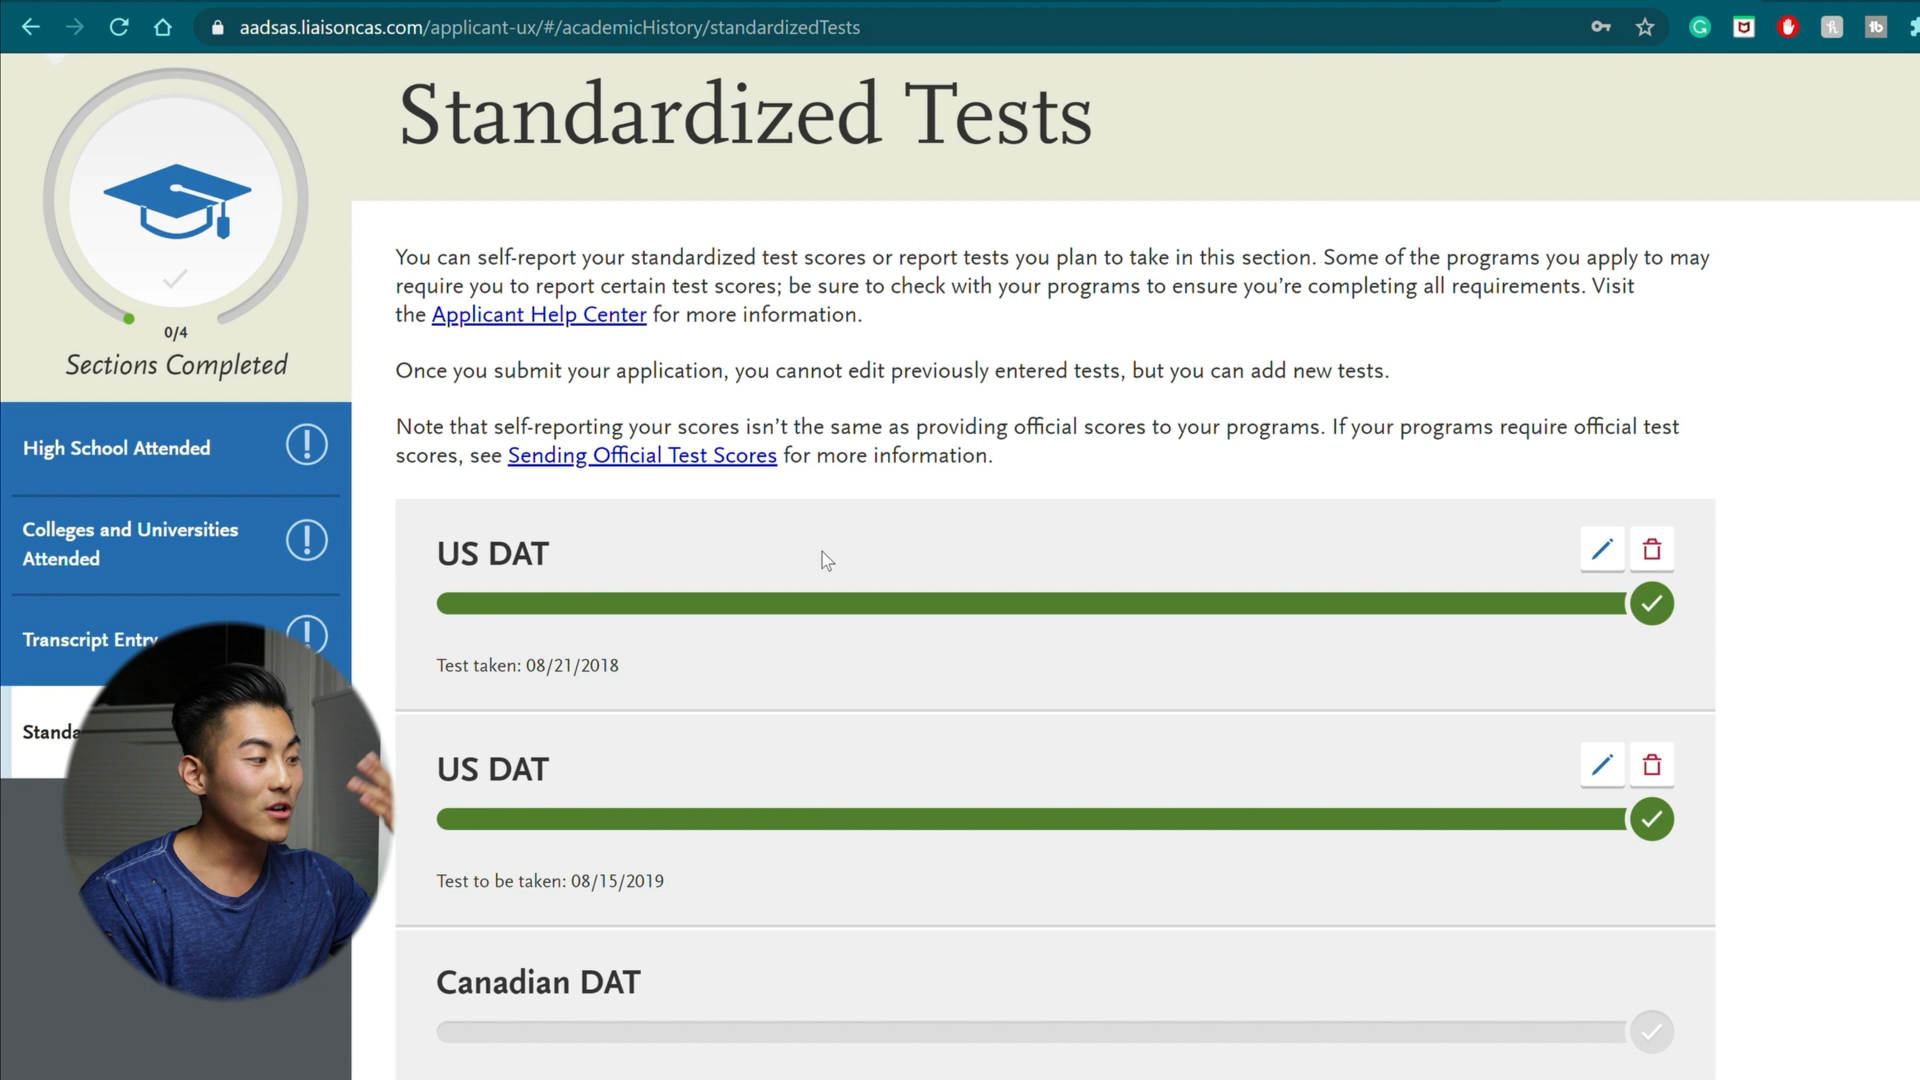 aadsas.liaisoncas.com/applicant-ux/#/academicHistory/standardizedTests
Standardized Tests
0/4
Sections Completed
High School Attended
Colleges and Universities
Attended
Transcript Entry
You can self-report your standardized test scores or report tests you plan to take in this section. Some of the programs you apply to may
require you to report certain test scores; be sure to check with your programs to ensure you're completing all requirements. Visit
the Applicant Help Center for more information.
Once you submit your application, you cannot edit previously entered tests, but you can add new tests.
Note that self-reporting your scores isn't the same as providing official scores to your programs. If your programs require official test
scores, see Sending Official Test Scores for more information.
US DAT
Test taken: 08/21/2018
US DAT
Test to be taken: 08/15/2019
Canadian DAT